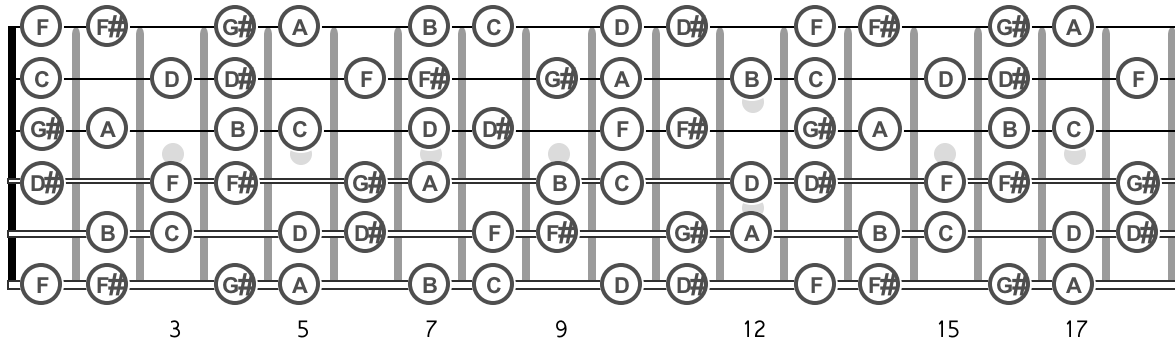 F F# G# A B C D D# F F# G# A
C D D# F F# G# A B C D D# F
G# A B C D D# F F# G# A B C
D# F F# G# A B C D D# F F# G#
B C D D# F F# G# A B C D D#
F F# G# A B C D D# F F# G# A
3 5 7 9 12 15 17